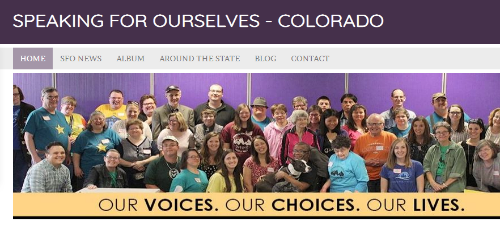 SPEAKING FOR OURSELVES - COLORADO
HOME SFO NEWS ALBUM AROUND THE STATE BLOG CONTACT
OUR VOICES. OUR CHOICES. OUR LIVES.